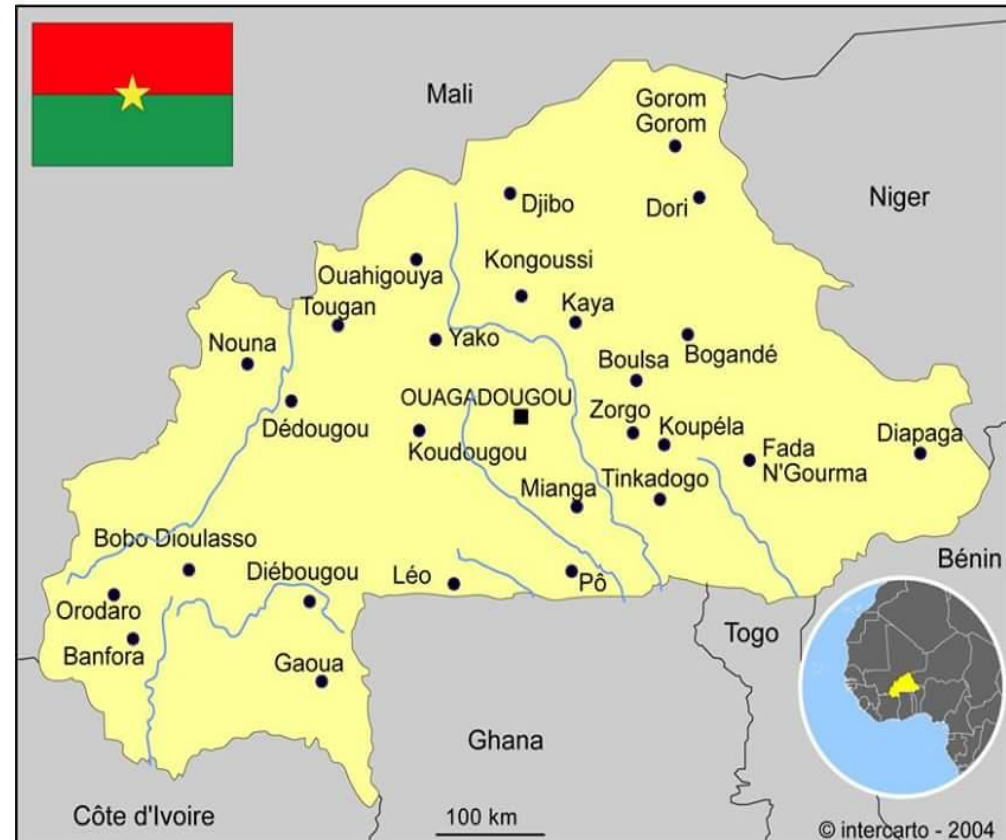 Mali
Gorom
Gorom
Niger
Djibo
Dori
Ouahigouya
Kongoussi
Tougan
Kaya
Nouna
Yako
Bogandé
Boulsa
OUAGADOUGOU
Dédougou
Zorgo
Koupéla
Koudougou
Fada
N'Gourma
Diapaga
Mianga
Tinkadogo
Bobo Dioulasso
Bénin
Diébougou
Léo
Pô
Orodaro
Togo
Banfora
Gaoua
Ghana
Côte d'Ivoire
100 km
© intercarto - 2004